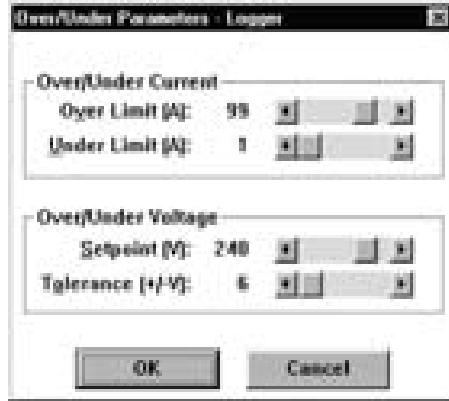 Over/Under Parameters - Logger
Over/Under Current
Over Limit (A): 99
Under Limit (A): 1
Over/Under Voltage
Setpoint (V): 240
Tolerance (+/-V): 6
OK Cancel